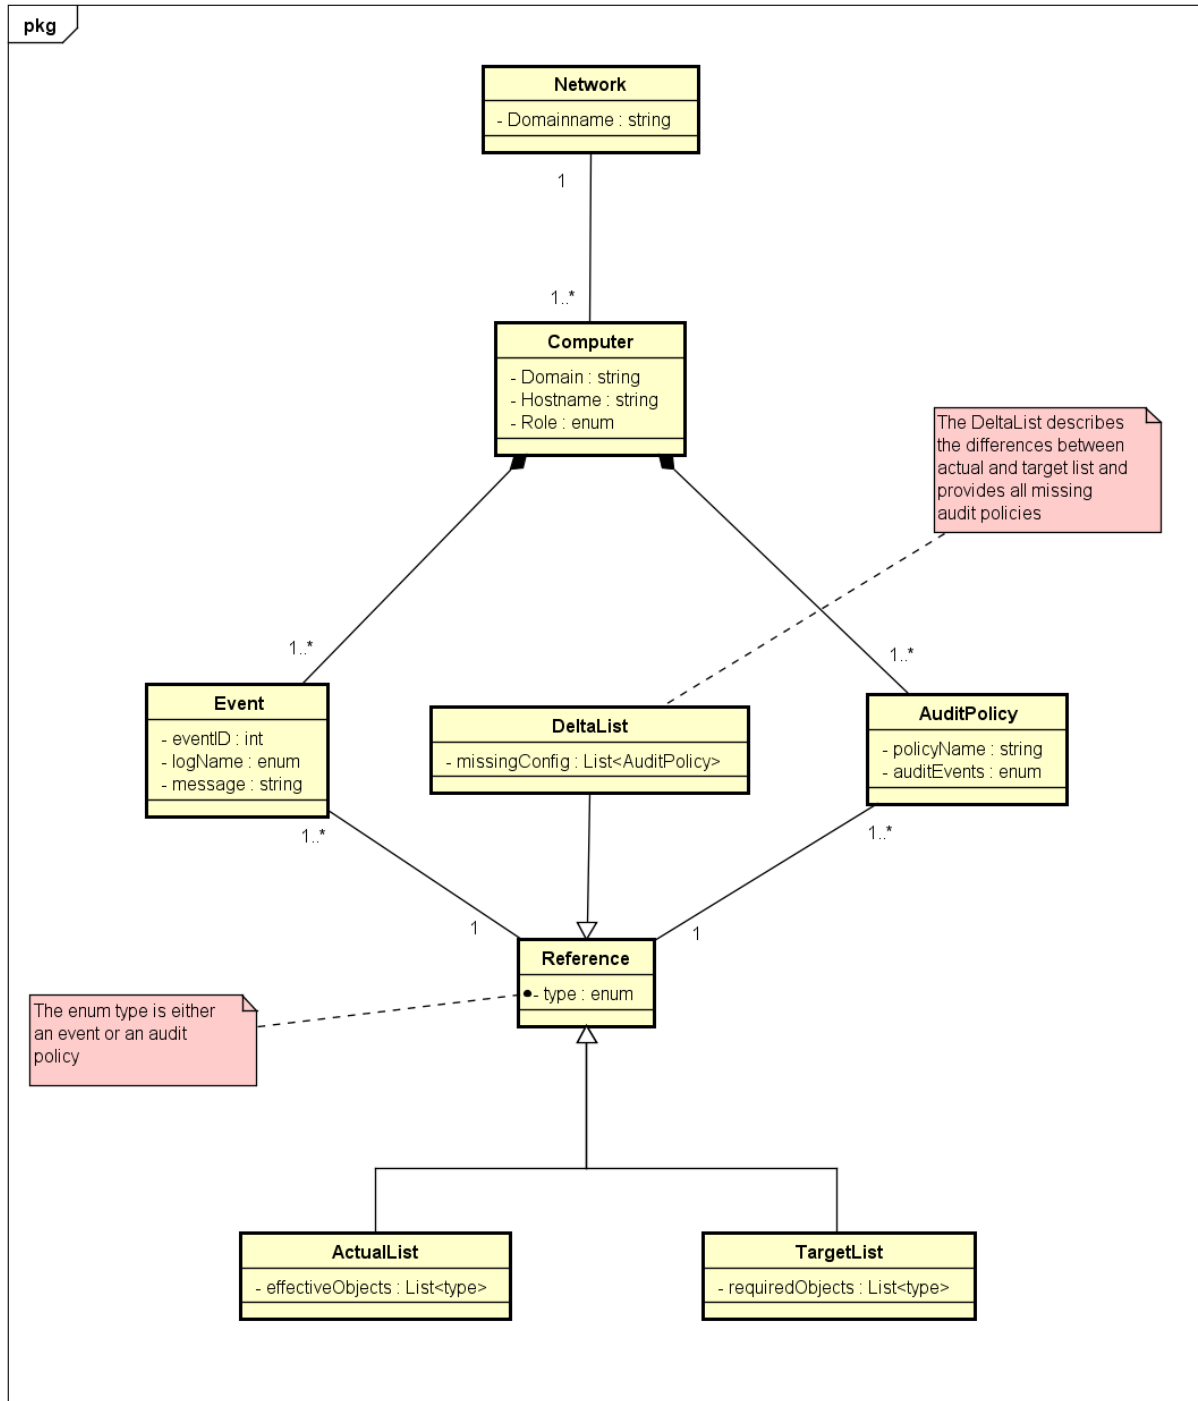 pkg
Network
- Domainname : string
1
1..*
Computer
- Domain : string
- Hostname : string
- Role : enum
The DeltaList describes
the differences between
actual and target list and
provides all missing
audit policies
1..*
1..*
Event
- eventID : int
- logName : enum
- message : string
DeltaList
- missingConfig : List<AuditPolicy>
AuditPolicy
- policyName : string
- auditEvents : enum
1..*
1..*
1
1
Reference
- type : enum
The enum type is either
an event or an audit
policy
ActualList
- effectiveObjects : List<type>
TargetList
- requiredObjects : List<type>